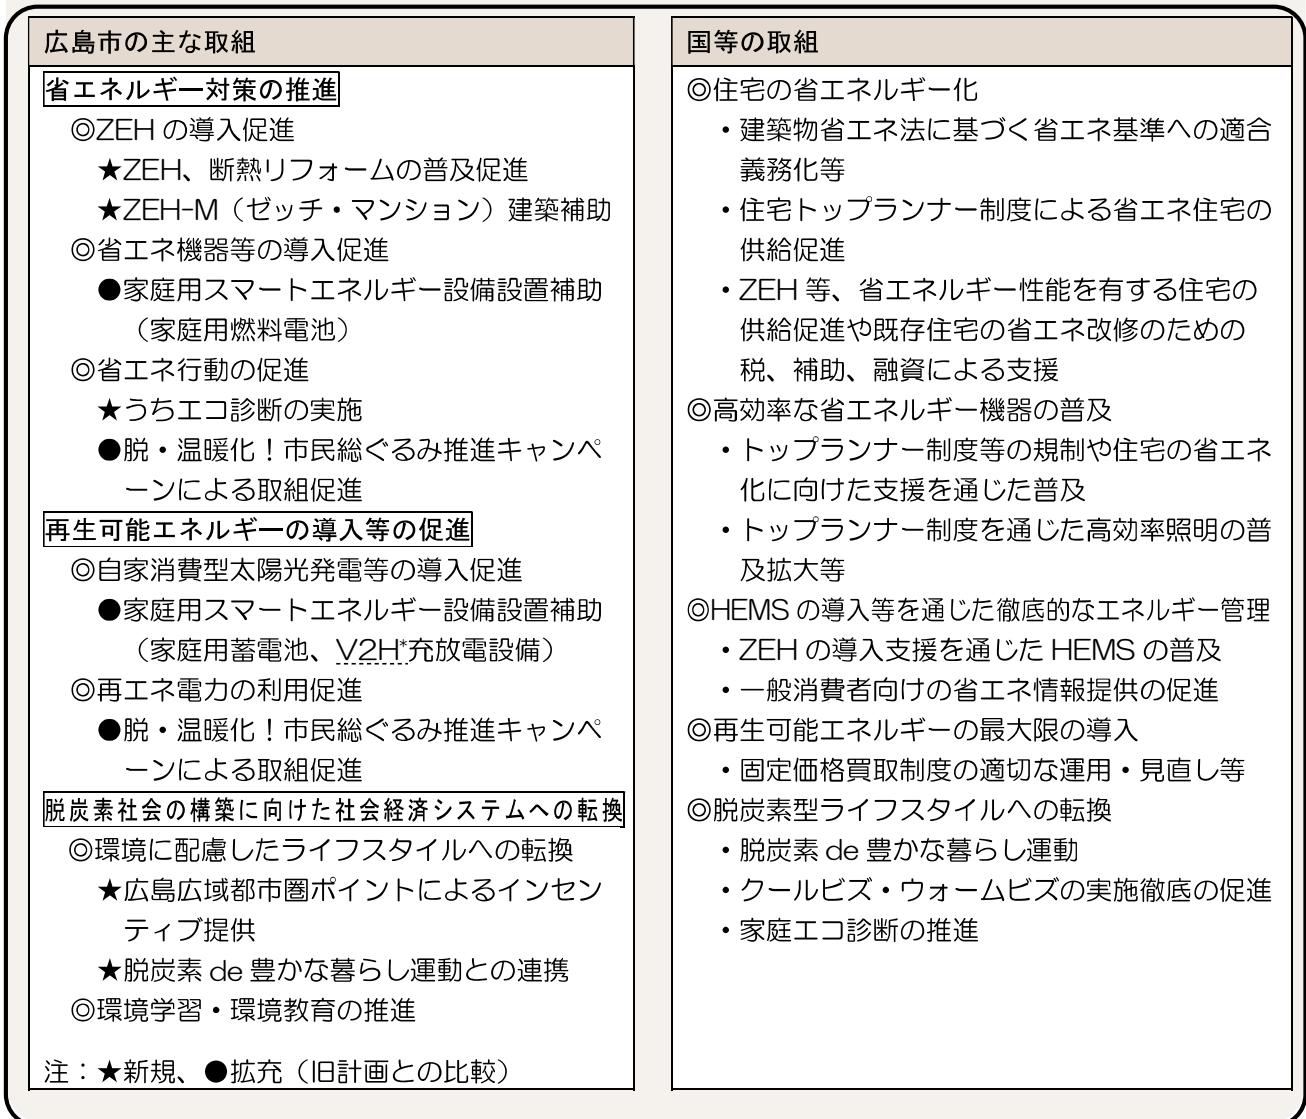 広島市の主な取組
省エネルギー対策の推進
◎ZEH の導入促進
★ZEH、断熱リフォームの普及促進
★ZEH-M（ゼッチ・マンション）建築補助
◎省エネ機器等の導入促進
●家庭用スマートエネルギー設備設置補助
（家庭用燃料電池）
◎省エネ行動の促進
★うちエコ診断の実施
●脱・温暖化！市民総ぐるみ推進キャンペ
ーンによる取組促進
再生可能エネルギーの導入等の促進
◎自家消費型太陽光発電等の導入促進
●家庭用スマートエネルギー設備設置補助
（家庭用蓄電池、V2H*充放電設備）
◎再エネ電力の利用促進
●脱・温暖化！市民総ぐるみ推進キャンペ
ーンによる取組促進
脱炭素社会の構築に向けた社会経済システムへの転換
◎環境に配慮したライフスタイルへの転換
★広島広域都市圏ポイントによるインセン
ティブ提供
★脱炭素 de 豊かな暮らし運動との連携
◎環境学習・環境教育の推進
注：★新規、●拡充（旧計画との比較）
国等の取組
◎住宅の省エネルギー化
・建築物省エネ法に基づく省エネ基準への適合
義務化等
・住宅トップランナー制度による省エネ住宅の
供給促進
・ZEH 等、省エネルギー性能を有する住宅の
供給促進や既存住宅の省エネ改修のための
税、補助、融資による支援
◎高効率な省エネルギー機器の普及
・トップランナー制度等の規制や住宅の省エネ
化に向けた支援を通じた普及
・トップランナー制度を通じた高効率照明の普
及拡大等
◎HEMS の導入等を通じた徹底的なエネルギー管理
・ZEH の導入支援を通じた HEMS の普及
・一般消費者向けの省エネ情報提供の促進
◎再生可能エネルギーの最大限の導入
・固定価格買取制度の適切な運用・見直し等
◎脱炭素型ライフスタイルへの転換
・脱炭素 de 豊かな暮らし運動
・クールビズ・ウォームビズの実施徹底の促進
・家庭エコ診断の推進